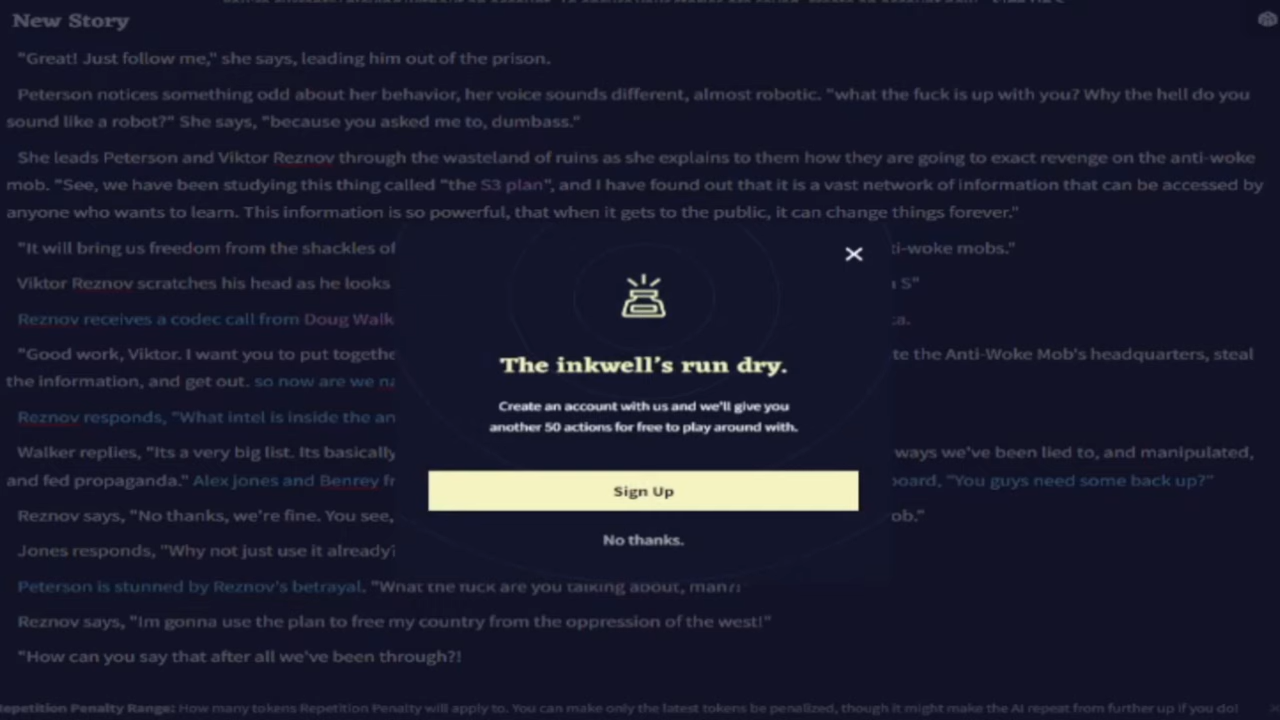 New Story
"Great! Just follow me," she says, leading him out of the prison.
Peterson notices something odd about her behavior, her voice sounds different, almost robotic. "what the fuck is up with you? Why the hell do you
sound like a robot?" She says, "because you asked me to, dumbass."
She leads Peterson and Viktor Reznov through the wasteland of ruins as she explains to them how they are going to exact revenge on the anti-woke
mob. "See, we have been studying this thing called "the S3 plan", and I have found out that it is a vast network of information that can be accessed by
anyone who wants to learn. This information is so powerful, that when it gets to the public, it can change things forever."
"It will bring us freedom from the shackles of ti-woke mobs."
Viktor Reznov scratches his head as he looks S"
Reznov receives a codec call from Doug Walk ca.
"Good work, Viktor. I want you to put togethe te the Anti-Woke Mob's headquarters, steal
the information, and get out. so now are we na
Reznov responds, "What intel is inside the an
Walker replies, "Its a very big list. Its basically ways we've been lied to, and manipulated,
and fed propaganda." Alex jones and Benrey fr board, "You guys need some back up?"
Reznov says, "No thanks, we're fine. You see, ob."
Jones responds, "Why not just use it already?
Peterson is stunned by Reznov's betrayal. "What the fuck are you talking about, man?!
Reznov says, "Im gonna use the plan to free my country from the oppression of the west!"
"How can you say that after all we've been through?!
The inkwell's run dry.
Create an account with us and we'll give you
another 50 actions for free to play around with.
Sign Up
No thanks.
Repetition Penalty Range: How many tokens Repetition Penalty will apply to. You can make only the latest tokens be penalized, though it might make the AI repeat from further up if you do!